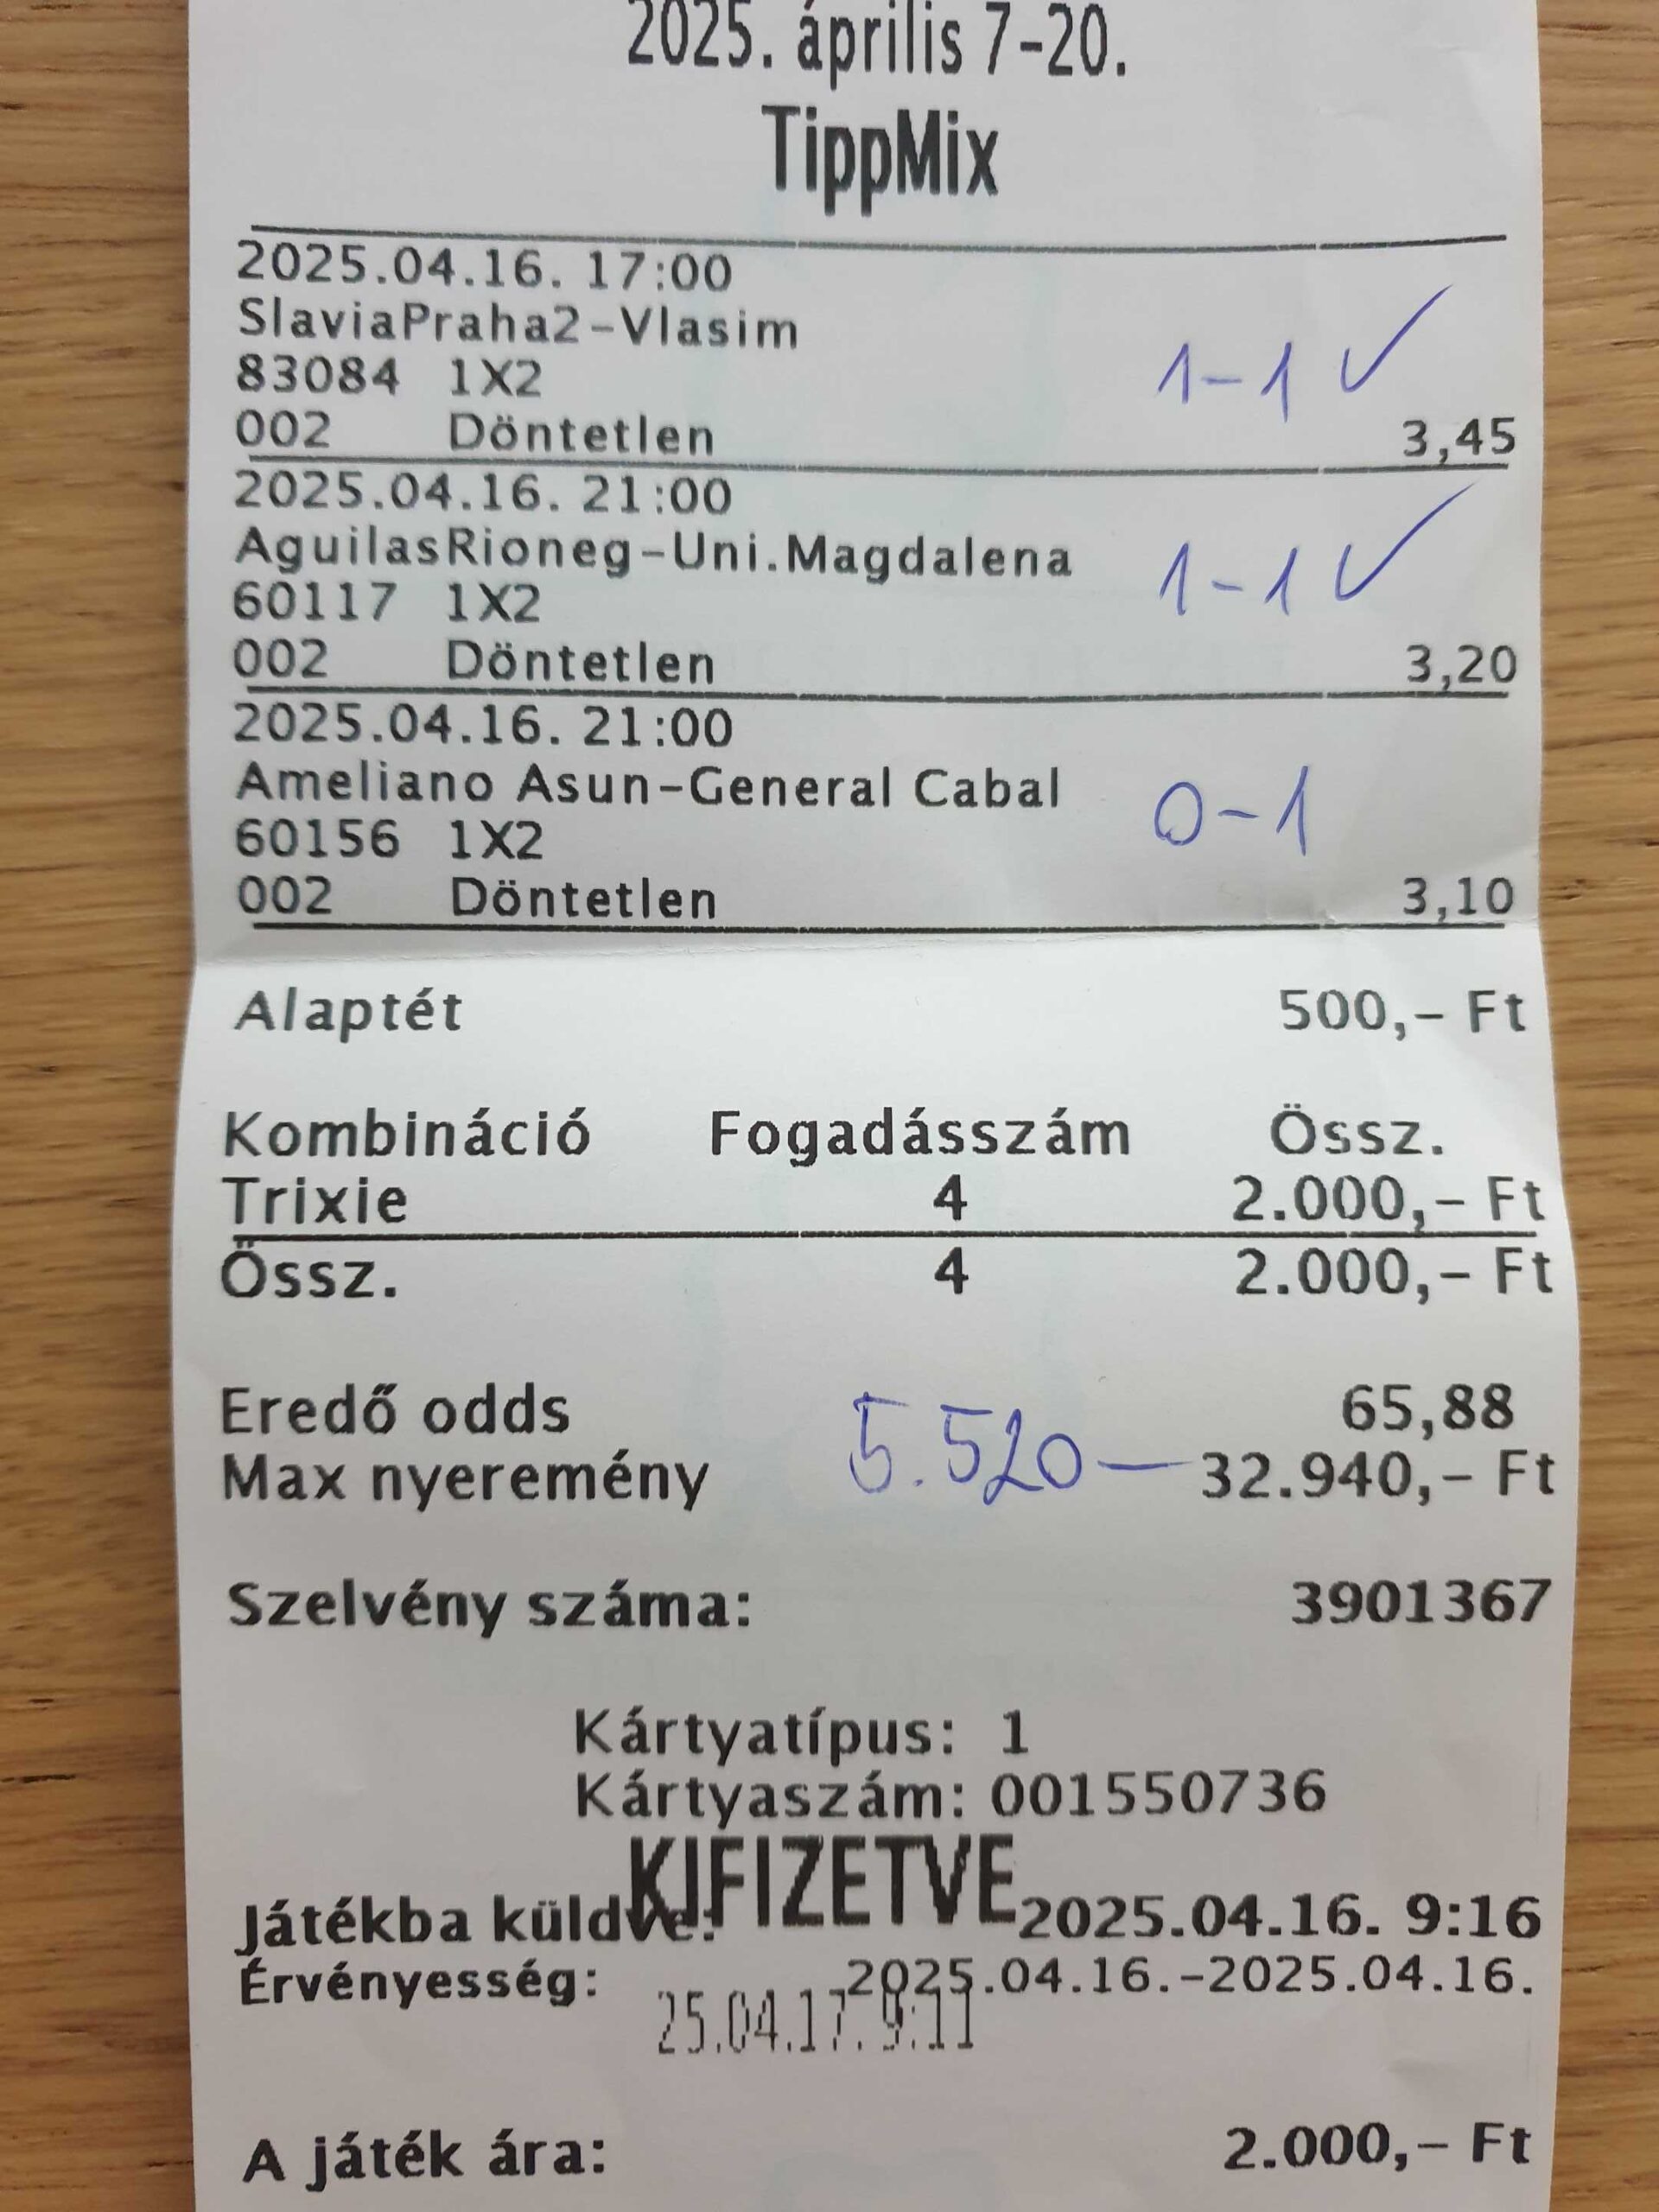 2025. április 7-20.
TippMix
2025.04.16. 17:00
SlaviaPraha2-Vlasim
83084 1X2
1-1 ✓
002 Döntetlen 3,45
2025.04.16. 21:00
AguilasRioneg-Uni.Magdalena
60117 1X2
1-1 ✓
002 Döntetlen 3,20
2025.04.16. 21:00
Ameliano Asun-General Cabal
60156 1X2
0-1
002 Döntetlen 3,10
Alaptét 500,- Ft
Kombináció Fogadásszám Össz.
Trixie 4 2.000,- Ft
Össz. 4 2.000,- Ft
Eredő odds 65,88
Max nyeremény 5.520 — 32.940,- Ft
Szelvény száma: 3901367
Kártyatípus: 1
Kártyaszám: 001550736
KIFIZETVE
Játékba küldve: 2025.04.16. 9:16
Érvényesség: 2025.04.16.-2025.04.16.
25.04.17. 9:11
A játék ára: 2.000,- Ft